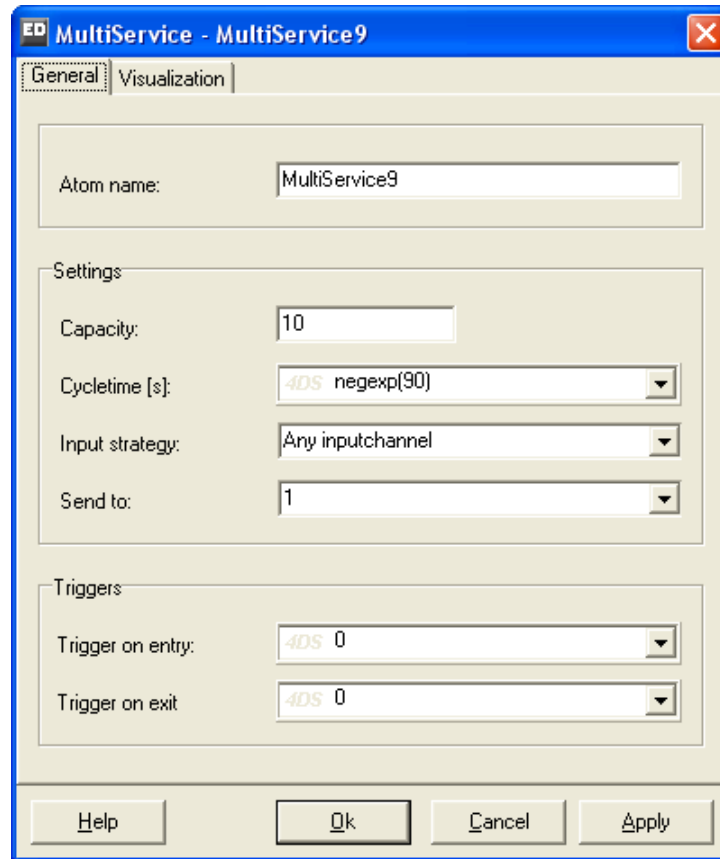 ED MultiService - MultiService9
General Visualization
Atom name: MultiService9
Settings
Capacity: 10
Cycletime [s]: 4DS negexp(90)
Input strategy: Any inputchannel
Send to: 1
Triggers
Trigger on entry: 4DS 0
Trigger on exit 4DS 0
Help Ok Cancel Apply